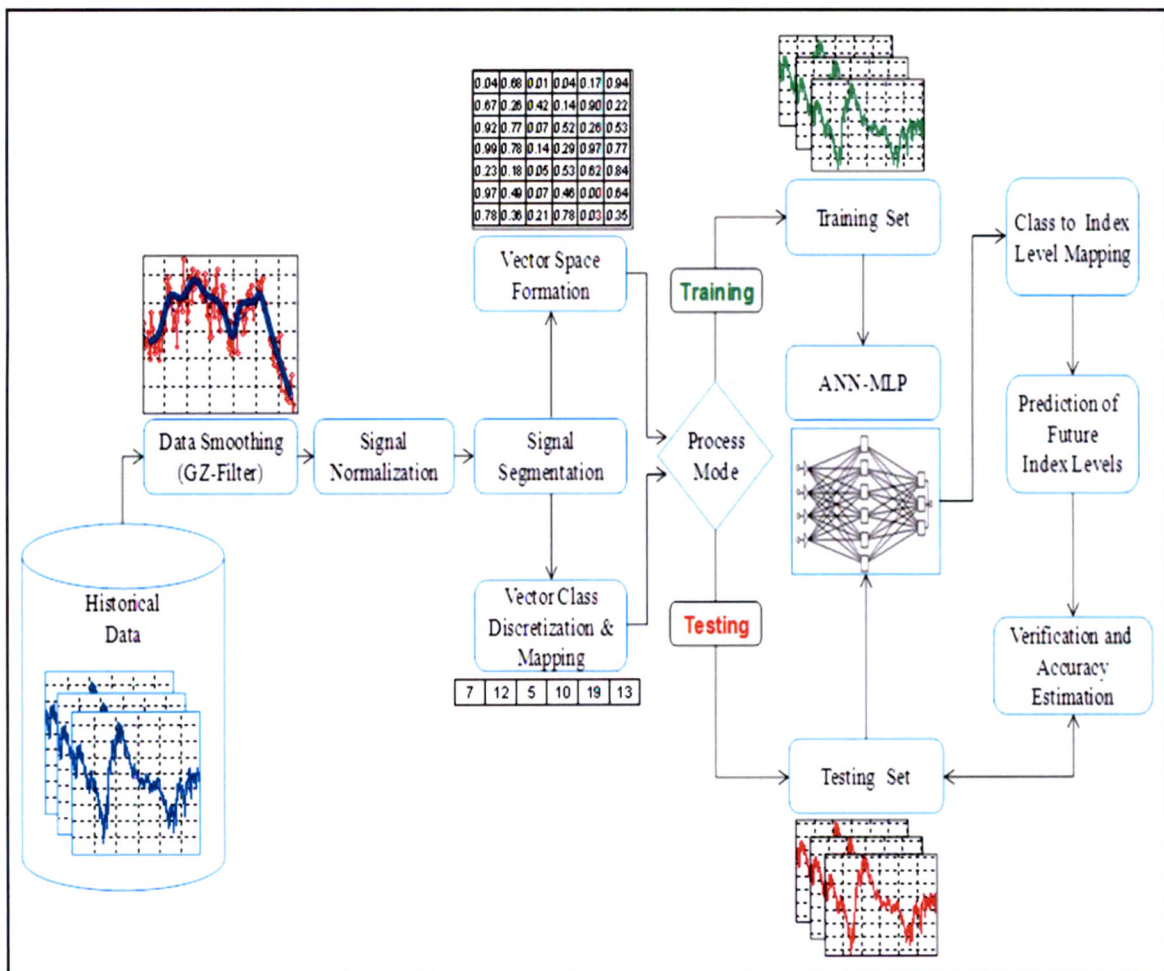 0.04 0.68 0.01 0.04 0.17 0.94
0.67 0.26 0.42 0.14 0.90 0.22
0.92 0.77 0.07 0.52 0.26 0.53
0.99 0.78 0.14 0.29 0.97 0.77
0.23 0.18 0.05 0.53 0.62 0.84
0.97 0.49 0.07 0.46 0.00 0.64
0.78 0.36 0.21 0.78 0.03 0.35
Vector Space
Formation
Training
Training Set
Class to Index
Level Mapping
Data Smoothing
(GZ-Filter)
Signal
Normalization
Signal
Segmentation
Process
Mode
ANN-MLP
Prediction of
Future
Index Levels
Historical
Data
Vector Class
Discretization &
Mapping
7 12 5 10 19 13
Testing
Verification and
Accuracy
Estimation
Testing Set